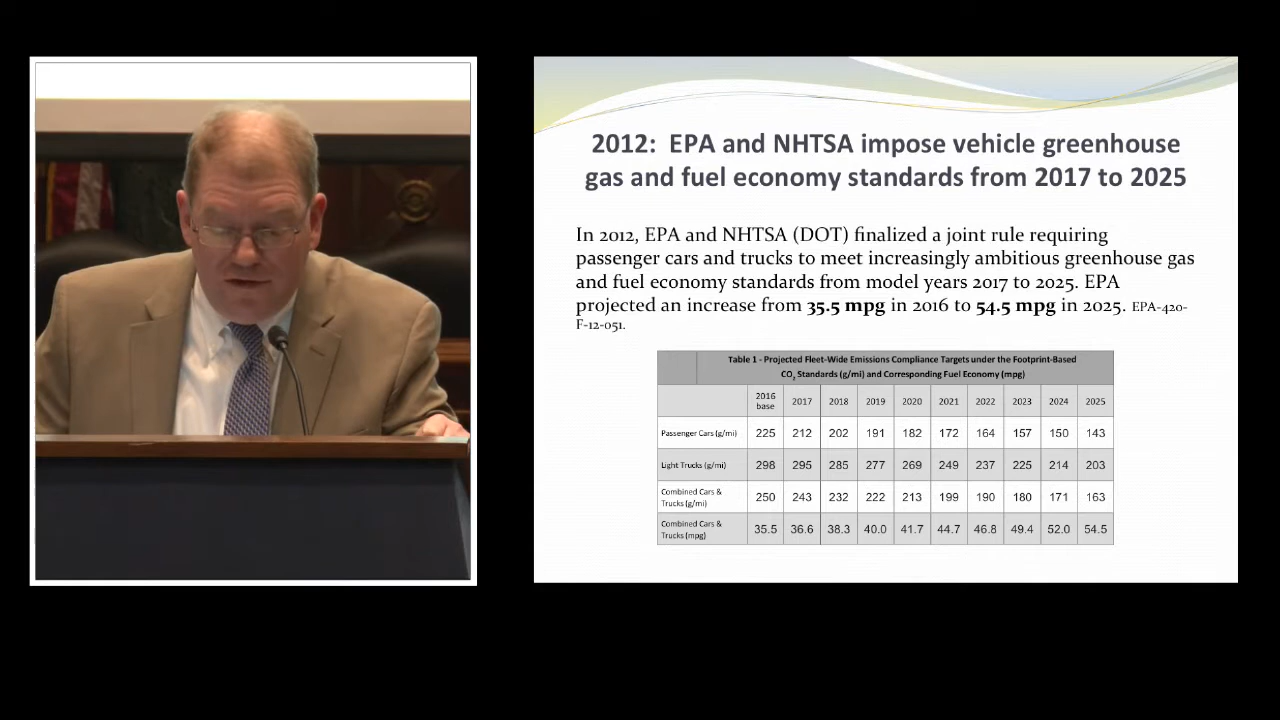 2012:  EPA and NHTSA impose vehicle greenhouse
gas and fuel economy standards from 2017 to 2025
In 2012, EPA and NHTSA (DOT) finalized a joint rule requiring
passenger cars and trucks to meet increasingly ambitious greenhouse gas
and fuel economy standards from model years 2017 to 2025. EPA
projected an increase from 35.5 mpg in 2016 to 54.5 mpg in 2025. EPA-420-
F-12-051.
Table 1 - Projected Fleet-Wide Emissions Compliance Targets under the Footprint-Based
CO2 Standards (g/mi) and Corresponding Fuel Economy (mpg)
2016 base 2017 2018 2019 2020 2021 2022 2023 2024 2025
Passenger Cars (g/mi) 225 212 202 191 182 172 164 157 150 143
Light Trucks (g/mi) 298 295 285 277 269 249 237 225 214 203
Combined Cars & Trucks (g/mi) 250 243 232 222 213 199 190 180 171 163
Combined Cars & Trucks (mpg) 35.5 36.6 38.3 40.0 41.7 44.7 46.8 49.4 52.0 54.5